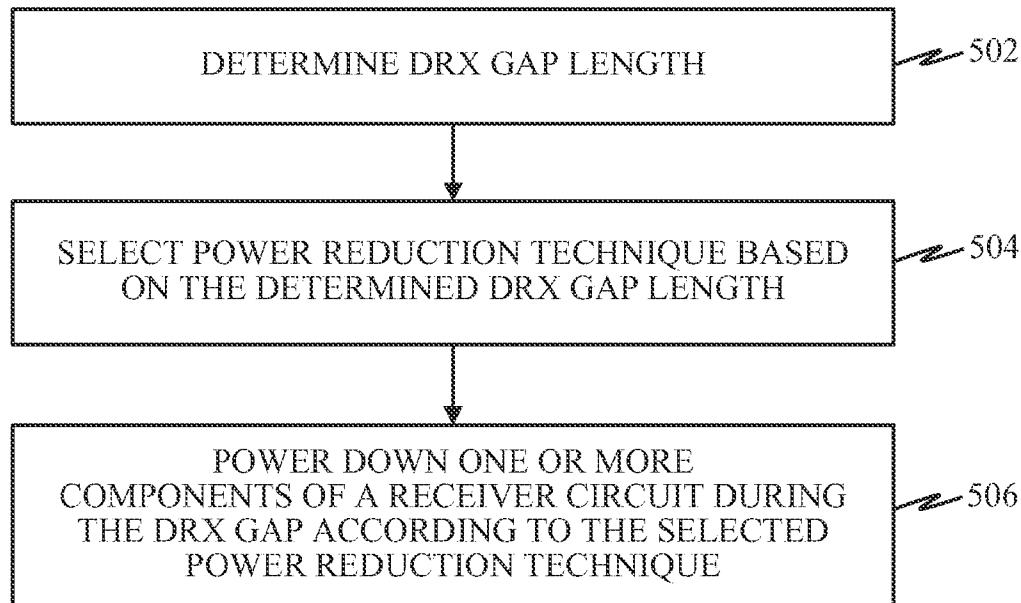 DETERMINE DRX GAP LENGTH
502
SELECT POWER REDUCTION TECHNIQUE BASED
ON THE DETERMINED DRX GAP LENGTH
504
POWER DOWN ONE OR MORE
COMPONENTS OF A RECEIVER CIRCUIT DURING
THE DRX GAP ACCORDING TO THE SELECTED
POWER REDUCTION TECHNIQUE
506